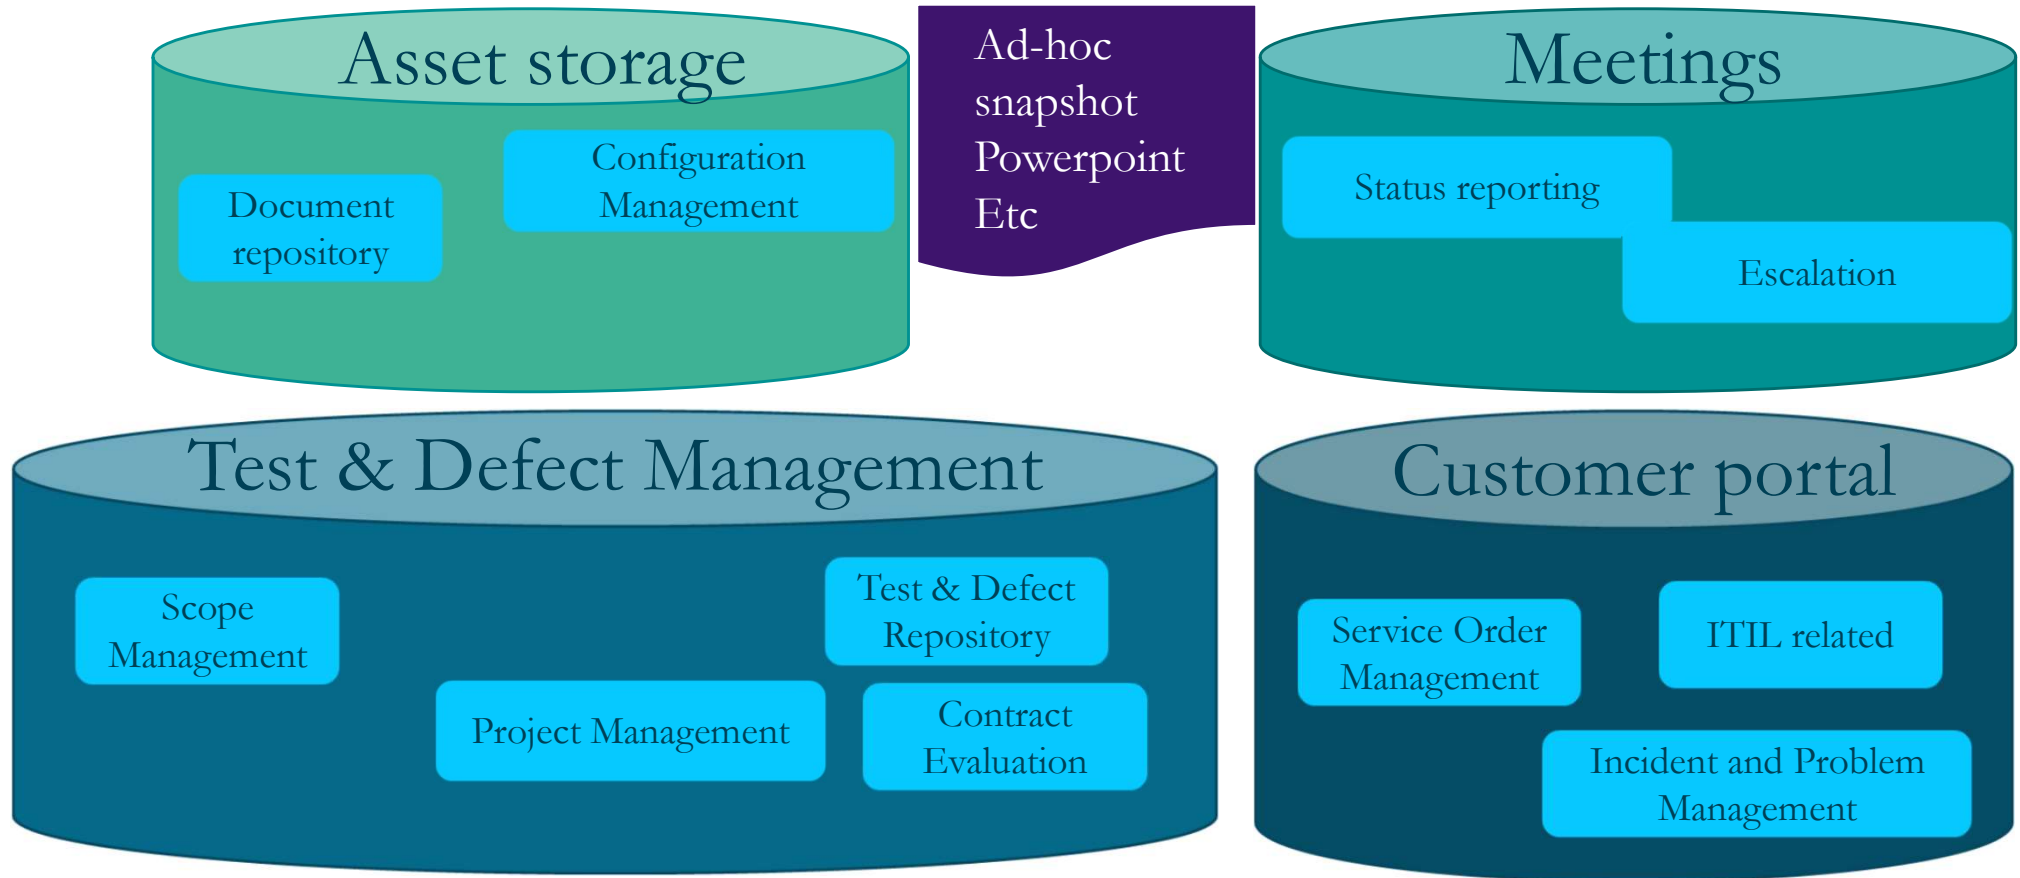 Asset storage
Document
repository
Configuration
Management
Ad-hoc
snapshot
Powerpoint
Etc
Meetings
Status reporting
Escalation
Test & Defect Management
Scope
Management
Project Management
Test & Defect
Repository
Contract
Evaluation
Customer portal
Service Order
Management
ITIL related
Incident and Problem
Management